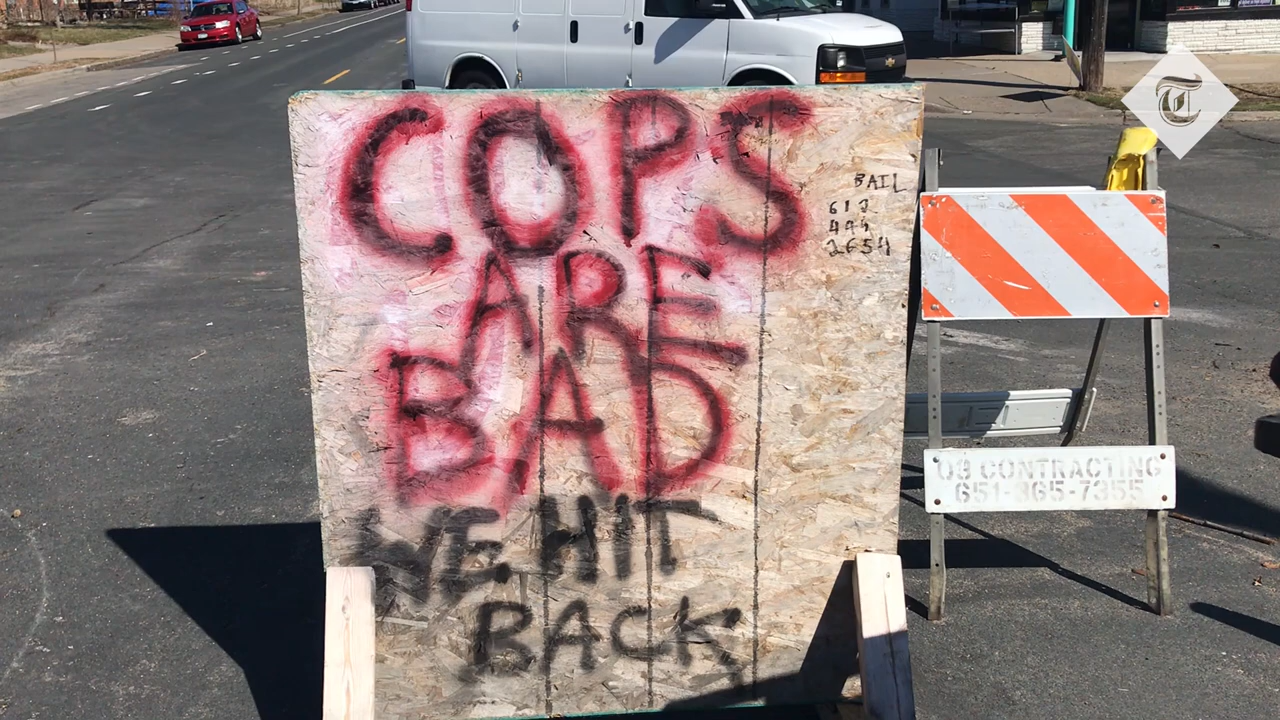 COPS
ARE
BAD
WE HIT
BACK
BAIL
612
444
2654
OB CONTRACTING
651-365-7355
T